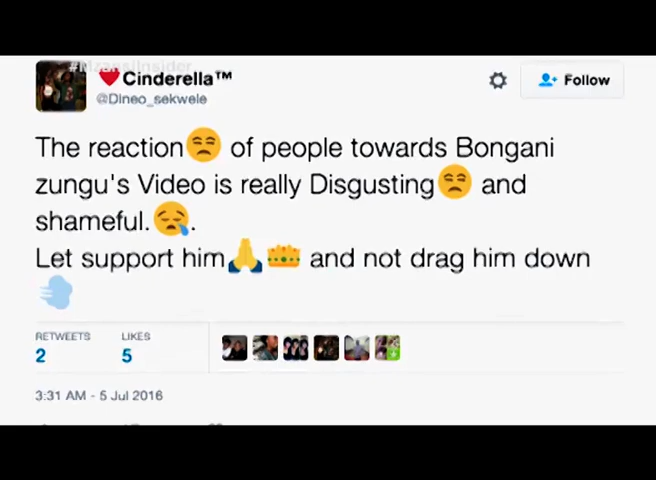 #MzansiInsider
❤Cinderella™
Follow
@Dineo_sekwele
The reaction😒 of people towards Bongani
zungu's Video is really Disgusting😒 and
shameful.😪.
Let support him🙏👑 and not drag him down
💨
RETWEETS LIKES
2 5
3:31 AM - 5 Jul 2016